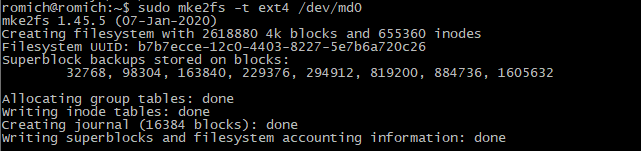 romich@romich:~$ sudo mke2fs -t ext4 /dev/md0
mke2fs 1.45.5 (07-Jan-2020)
Creating filesystem with 2618880 4k blocks and 655360 inodes
Filesystem UUID: b7b7ecce-12c0-4403-8227-5e7b6a720c26
Superblock backups stored on blocks:
        32768, 98304, 163840, 229376, 294912, 819200, 884736, 1605632

Allocating group tables: done
Writing inode tables: done
Creating journal (16384 blocks): done
Writing superblocks and filesystem accounting information: done